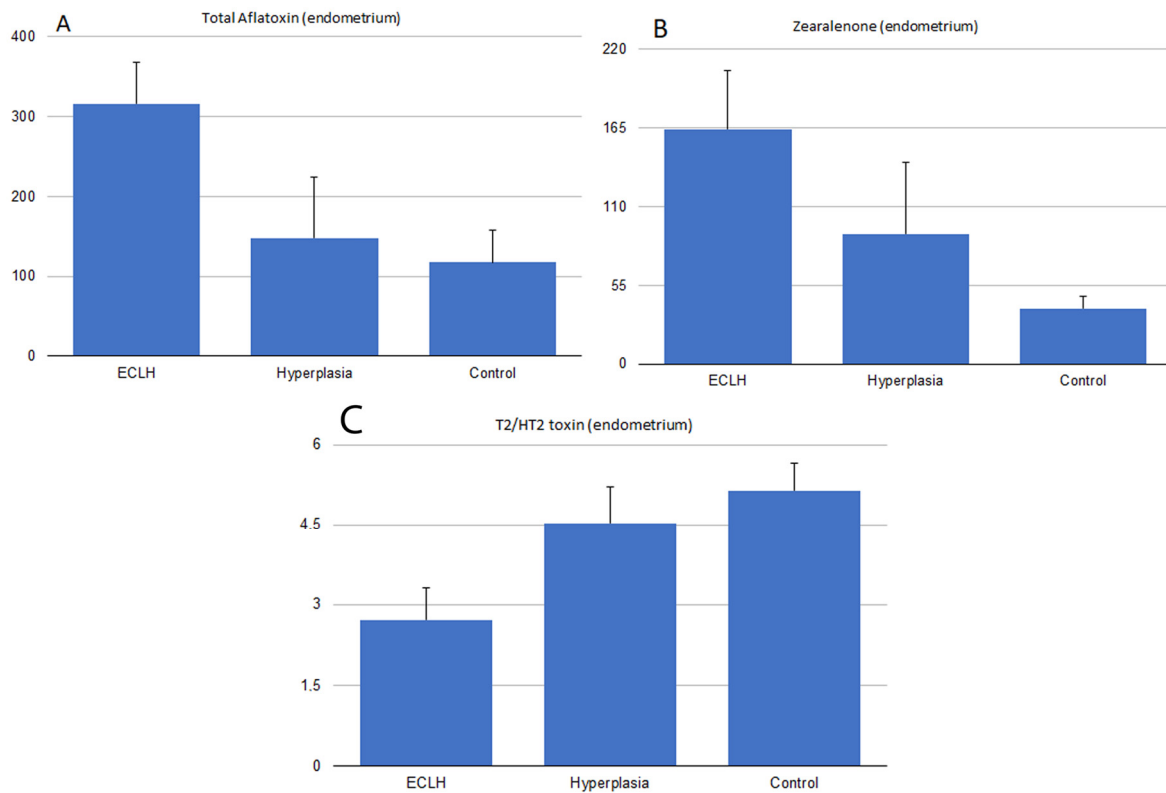 A
Total Aflatoxin (endometrium)
400
300
200
100
0
ECLH Hyperplasia Control
B
Zearalenone (endometrium)
220
165
110
55
0
ECLH Hyperplasia Control
C
T2/HT2 toxin (endometrium)
6
4.5
3
1.5
0
ECLH Hyperplasia Control